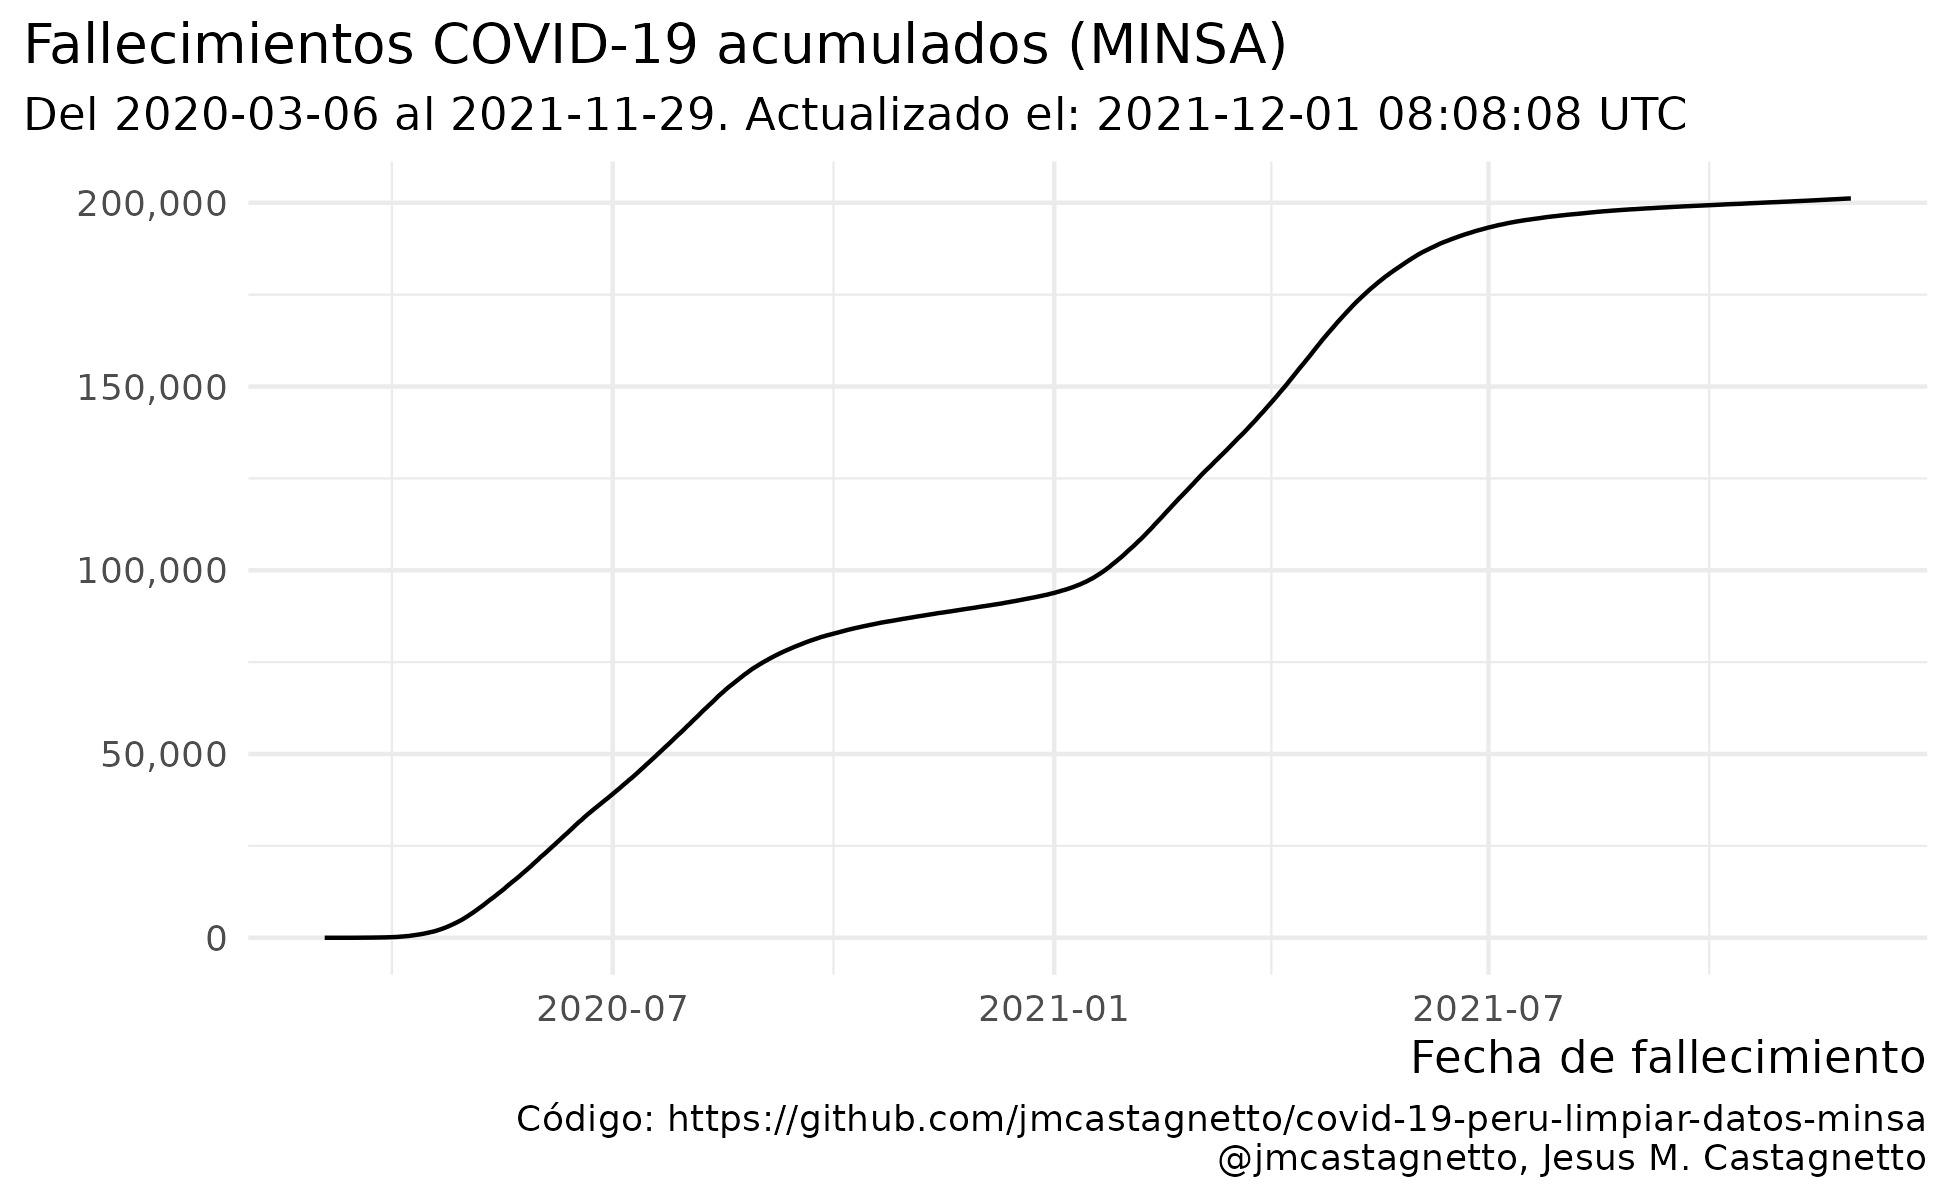 Fallecimientos COVID-19 acumulados (MINSA)
Del 2020-03-06 al 2021-11-29. Actualizado el: 2021-12-01 08:08:08 UTC
200,000
150,000
100,000
50,000
0
2020-07 2021-01 2021-07
Fecha de fallecimiento
Código: https://github.com/jmcastagnetto/covid-19-peru-limpiar-datos-minsa
@jmcastagnetto, Jesus M. Castagnetto